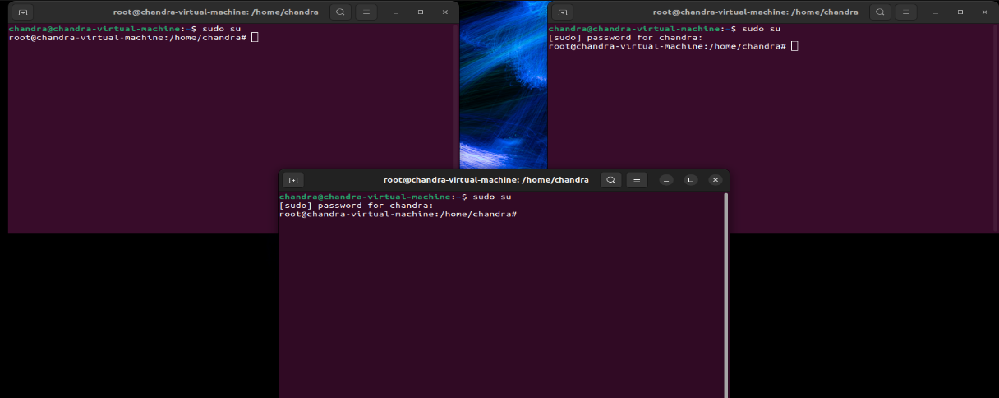 root@chandra-virtual-machine: /home/chandra
chandra@chandra-virtual-machine:~$ sudo su
root@chandra-virtual-machine:/home/chandra#
root@chandra-virtual-machine: /home/chandra
chandra@chandra-virtual-machine:~$ sudo su
[sudo] password for chandra:
root@chandra-virtual-machine:/home/chandra#
root@chandra-virtual-machine: /home/chandra
chandra@chandra-virtual-machine:~$ sudo su
[sudo] password for chandra:
root@chandra-virtual-machine:/home/chandra#